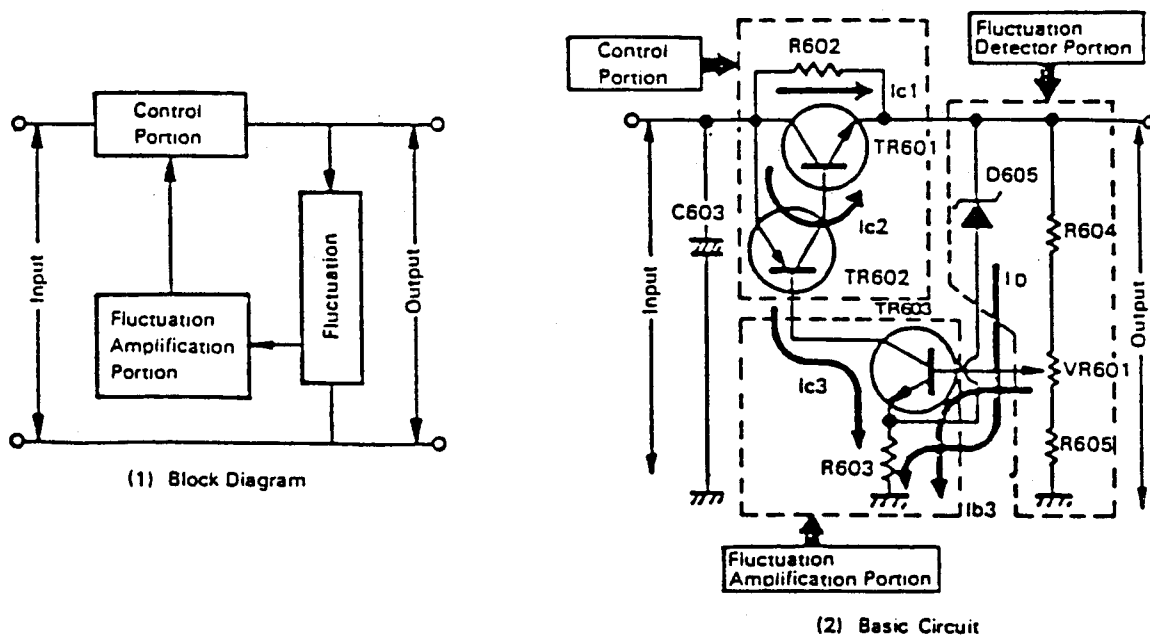 Control
Portion
Input
Fluctuation
Amplification
Portion
Fluctuation
Output
(1) Block Diagram
Control
Portion
R602
Ic1
TR601
Fluctuation
Detector Portion
C603
Ic2
TR602
TR603
D605
R604
ID
Input
Ic3
VR601
Output
R603
R605
Ib3
Fluctuation
Amplification Portion
(2) Basic Circuit